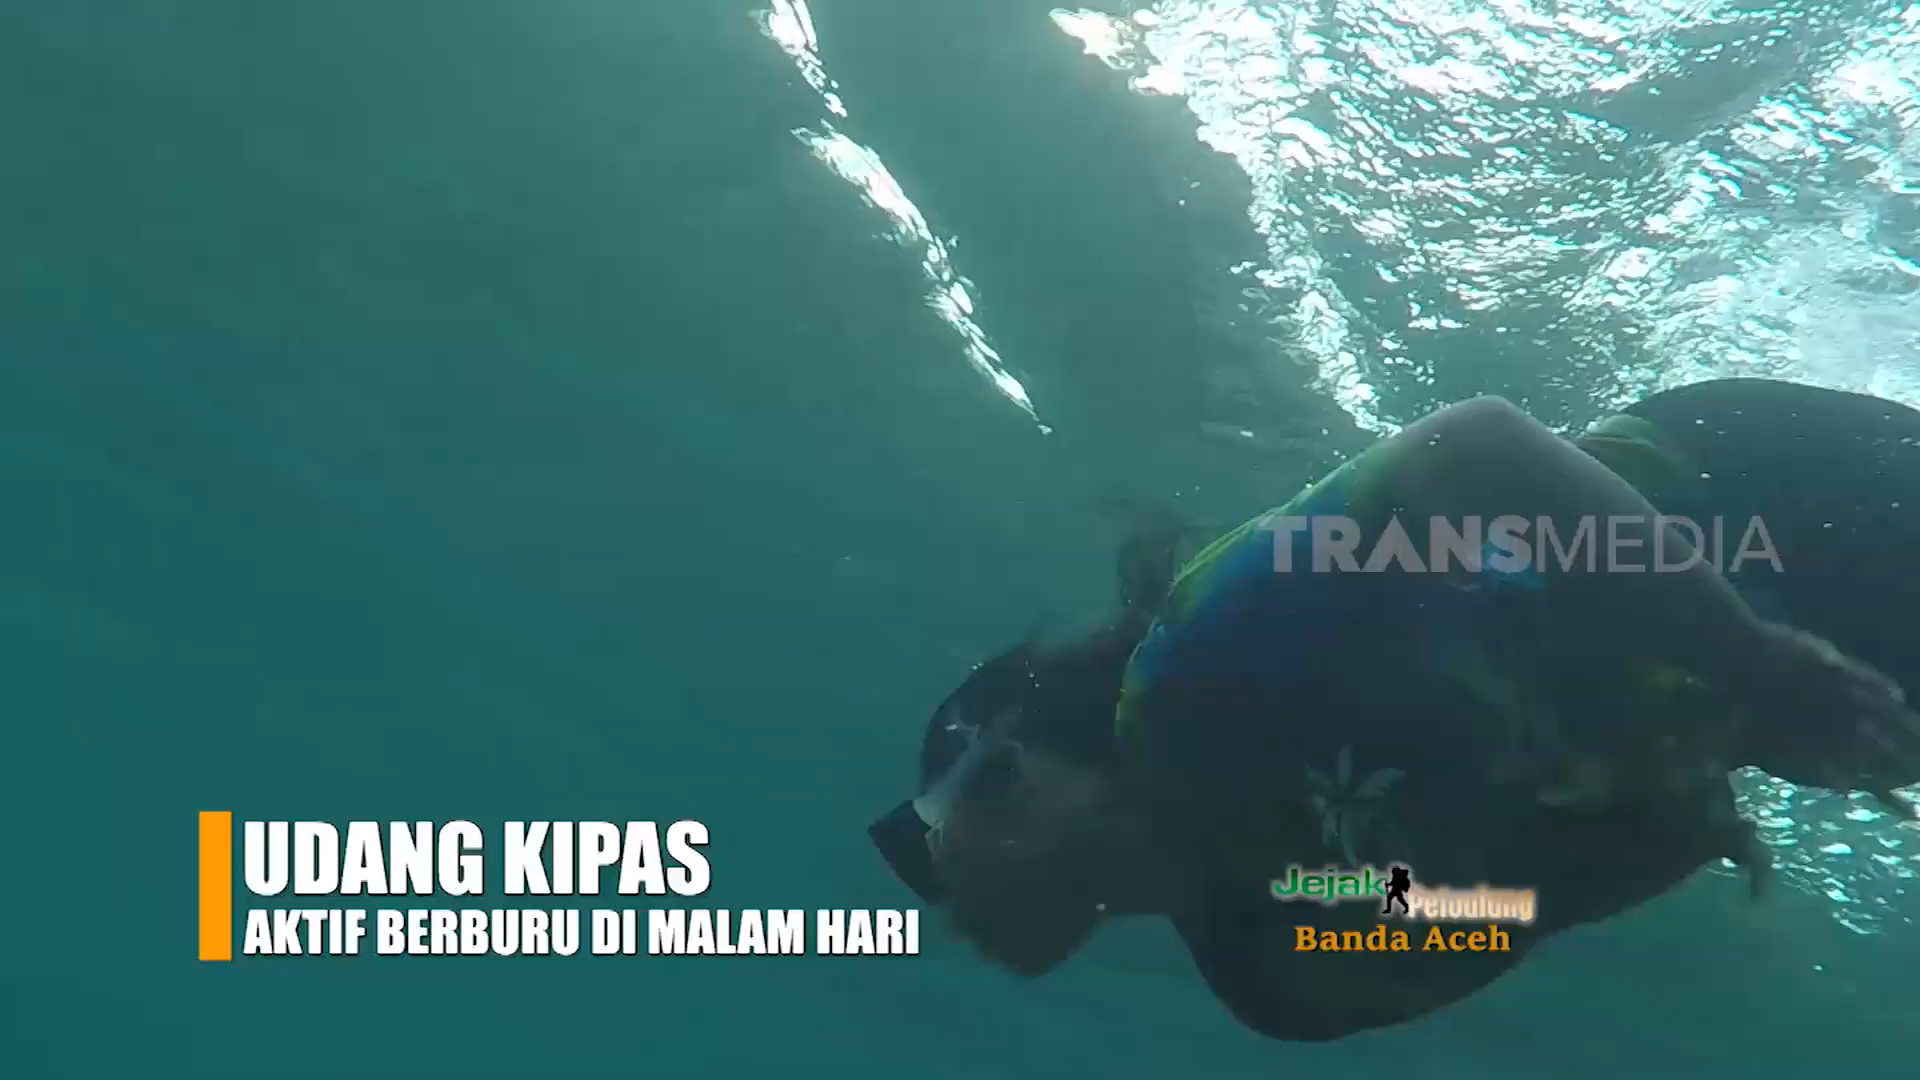 TRANSMEDIA
UDANG KIPAS
AKTIF BERBURU DI MALAM HARI
Jejak Petualang
Banda Aceh